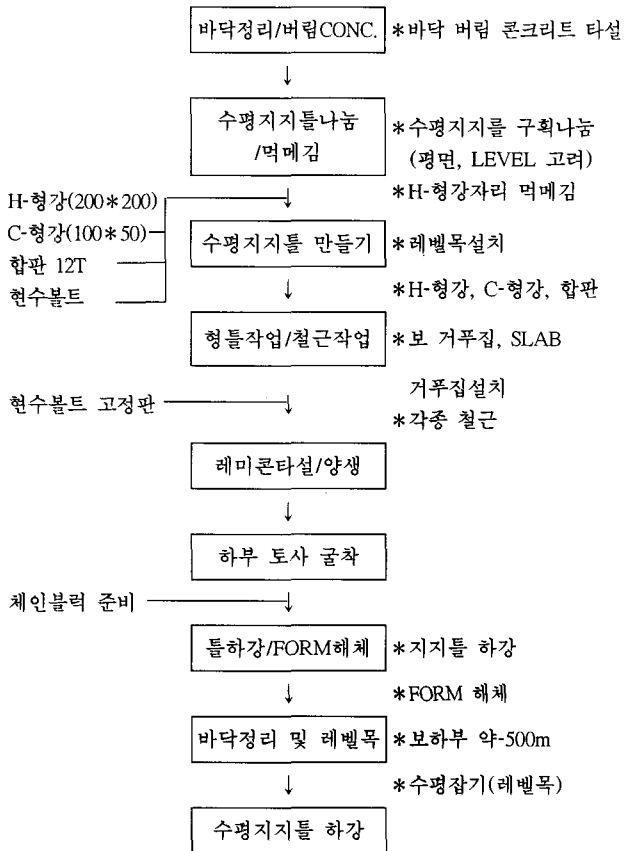 바닥정리/버림CONC.
*바닥 버림 콘크리트 타설
수평지지틀나눔
/먹메김
*수평지지를 구획나눔
(평면, LEVEL 고려)
*H-형강자리 먹메김
H-형강(200*200)
C-형강(100*50)
합판 12T
현수볼트
수평지지틀 만들기
*레벨목설치
*H-형강, C-형강, 합판
형틀작업/철근작업
*보 거푸집, SLAB
거푸집설치
*각종 철근
현수볼트 고정판
레미콘타설/양생
하부 토사 굴착
체인블럭 준비
틀하강/FORM해체
*지지틀 하강
*FORM 해체
바닥정리 및 레벨목
*보하부 약-500m
*수평잡기(레벨목)
수평지지틀 하강